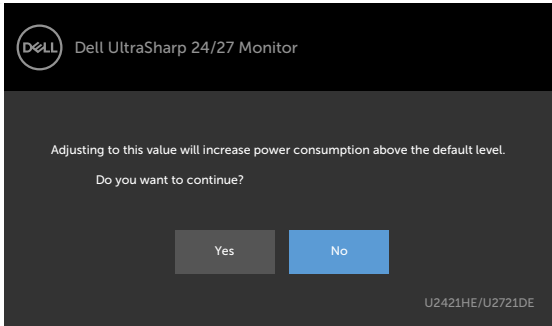 DELL
Dell UltraSharp 24/27 Monitor
Adjusting to this value will increase power consumption above the default level.
Do you want to continue?
Yes
No
U2421HE/U2721DE